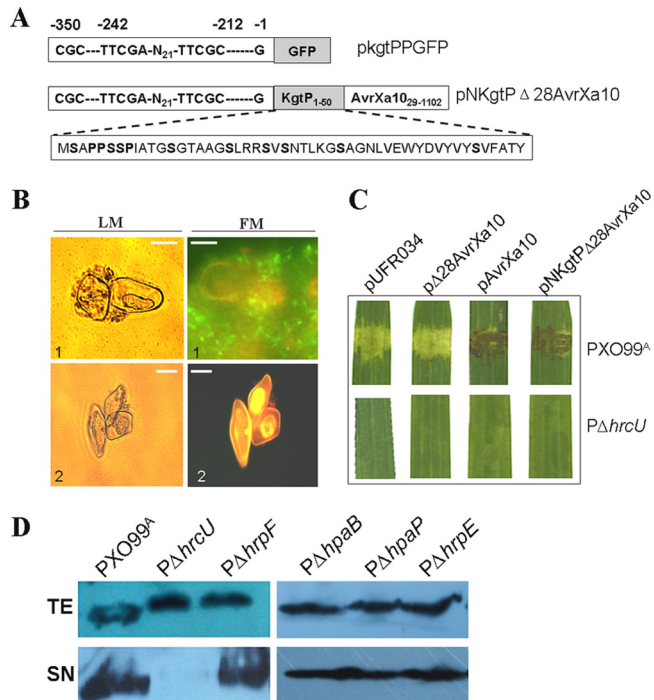 A
-350 -242 -212 -1
CGC---TTCGA-N21-TTCGC------G GFP pkgtPPGFP
CGC---TTCGA-N21-TTCGC------G KgtP1-50 AvrXa1029-1102 pNKgtPΔ28AvrXa10
MSAPPSSPIATGSGTAAGSLRRSVSNTLKGSAGNLVEWYDVYVYSVFATY
B
LM FM
1 1
2 2
C
pUFR034 pΔ28AvrXa10 pAvrXa10 pNKgtPΔ28AvrXa10
PXO99A
PΔhrcU
D
PXO99A PΔhrcU PΔhrpF PΔhpaB PΔhpaP PΔhrpE
TE
SN